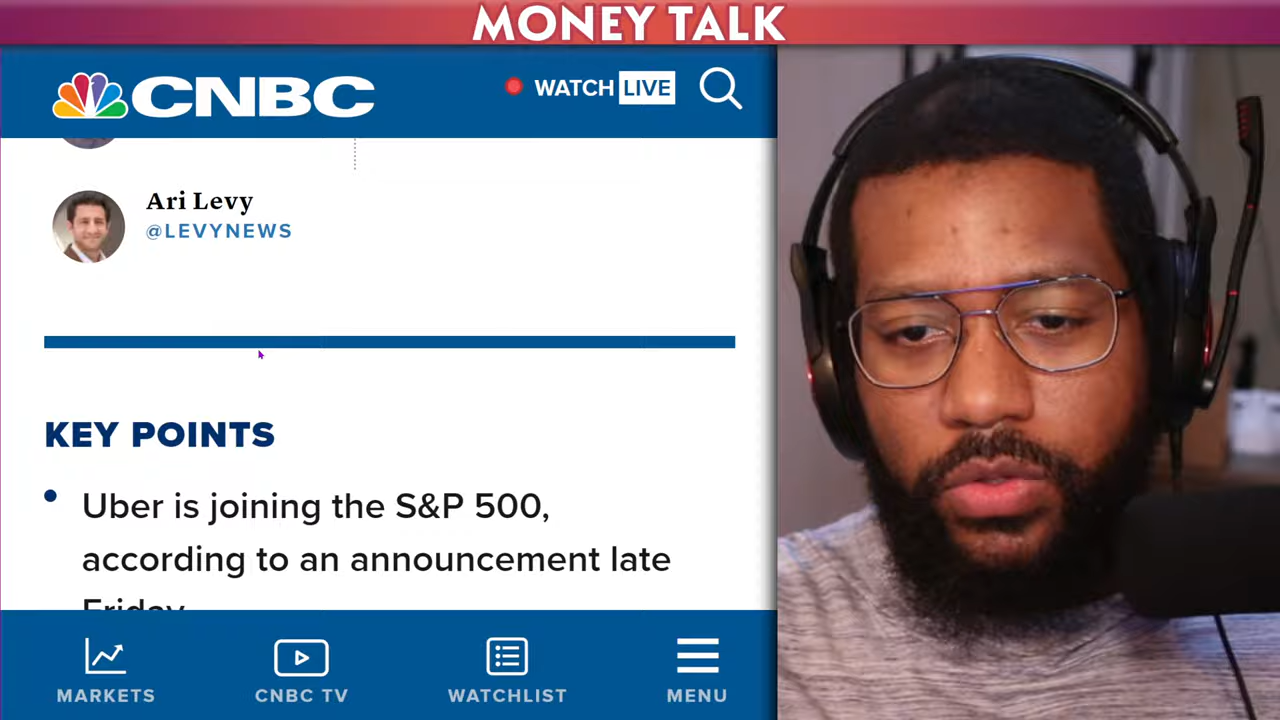 MONEY TALK
CNBC
WATCH LIVE
Ari Levy
@LEVYNEWS
KEY POINTS
Uber is joining the S&P 500,
according to an announcement late
Friday
MARKETS
CNBC TV
WATCHLIST
MENU